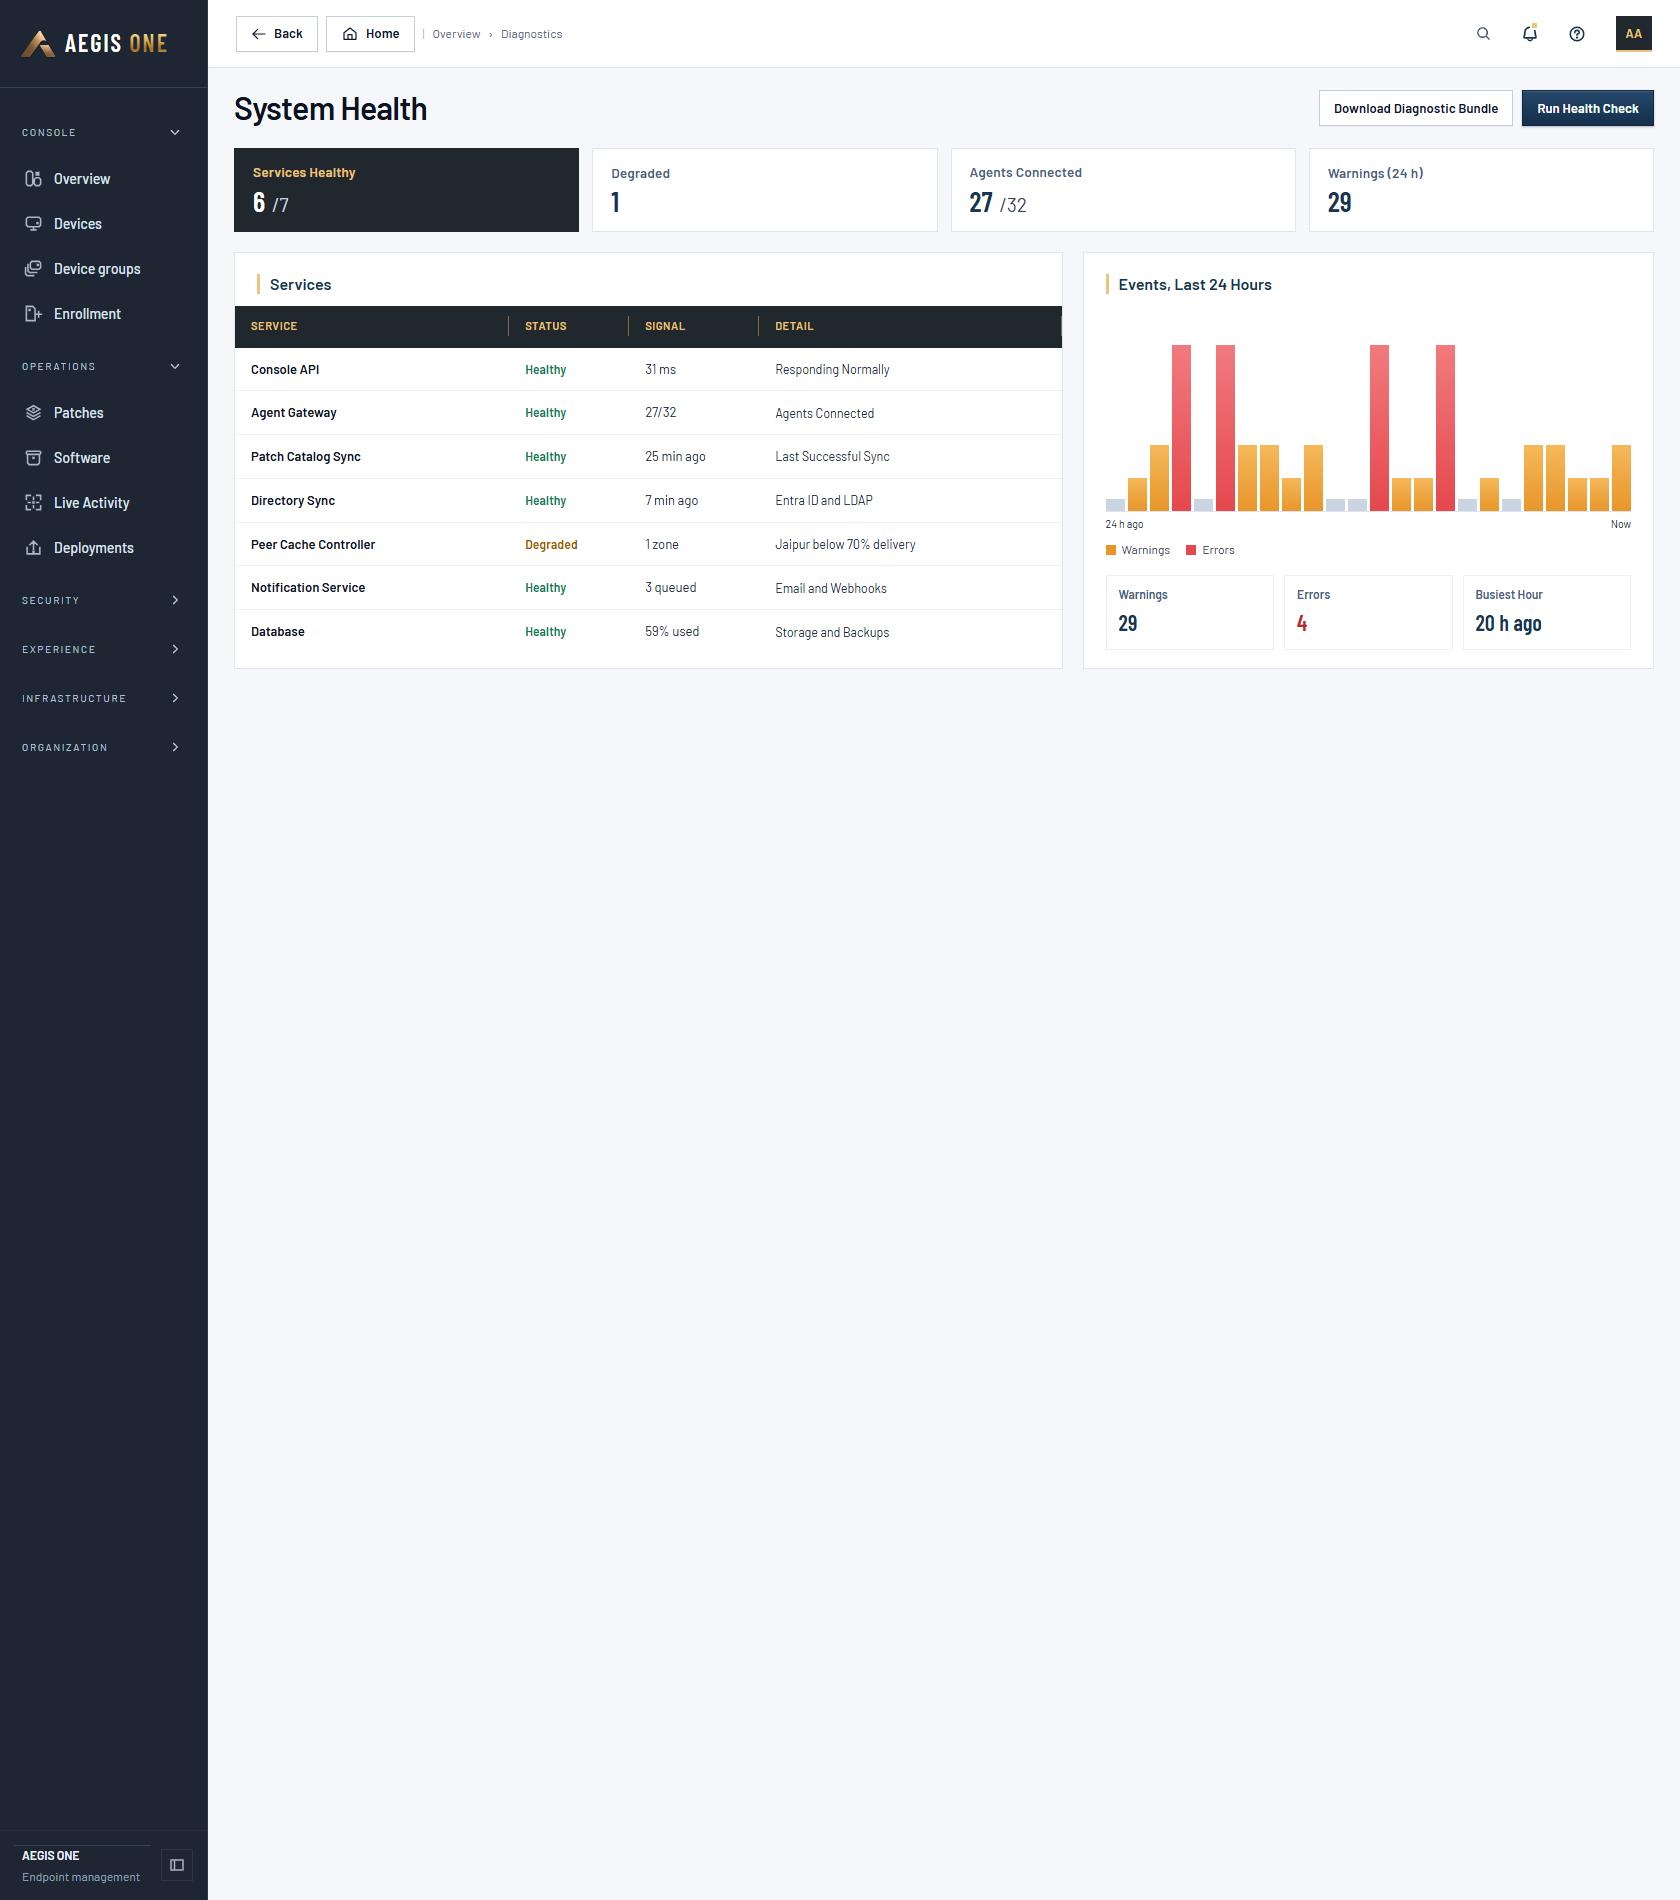 AEGIS ONE
Back
Home
Overview › Diagnostics
AA
CONSOLE
Overview
Devices
Device groups
Enrollment
OPERATIONS
Patches
Software
Live Activity
Deployments
SECURITY
EXPERIENCE
INFRASTRUCTURE
ORGANIZATION
AEGIS ONE
Endpoint management
System Health
Download Diagnostic Bundle
Run Health Check
Services Healthy
6 /7
Degraded
1
Agents Connected
27 /32
Warnings (24 h)
29
Services
SERVICE STATUS SIGNAL DETAIL
Console API Healthy 31 ms Responding Normally
Agent Gateway Healthy 27/32 Agents Connected
Patch Catalog Sync Healthy 25 min ago Last Successful Sync
Directory Sync Healthy 7 min ago Entra ID and LDAP
Peer Cache Controller Degraded 1 zone Jaipur below 70% delivery
Notification Service Healthy 3 queued Email and Webhooks
Database Healthy 59% used Storage and Backups
Events, Last 24 Hours
24 h ago Now
Warnings Errors
Warnings
29
Errors
4
Busiest Hour
20 h ago